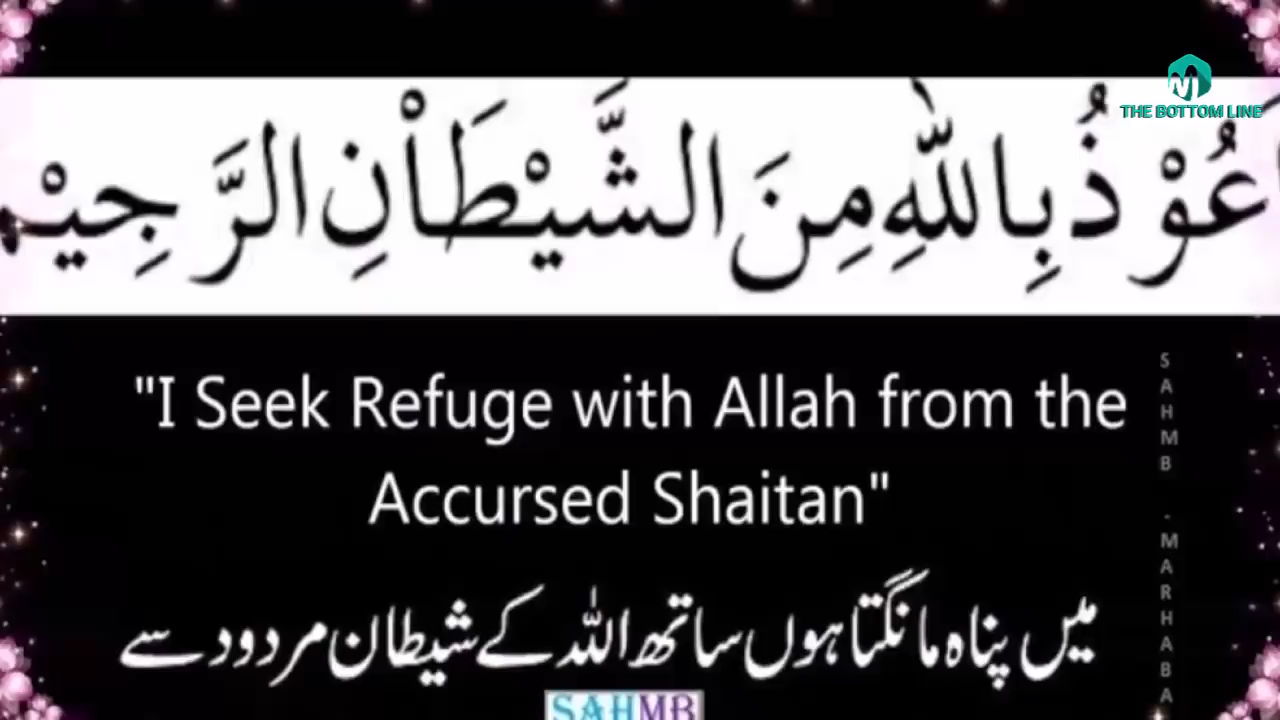 THE BOTTOM LINE
عُوْذُ بِاللّٰهِ مِنَ الشَّيْطَاْنِ الرَّجِيْم
"I Seek Refuge with Allah from the
Accursed Shaitan"
میں پناہ مانگتا ہوں ساتھ اللہ کے شیطان مردود سے
SAHMB
SAHMB - MARHABA